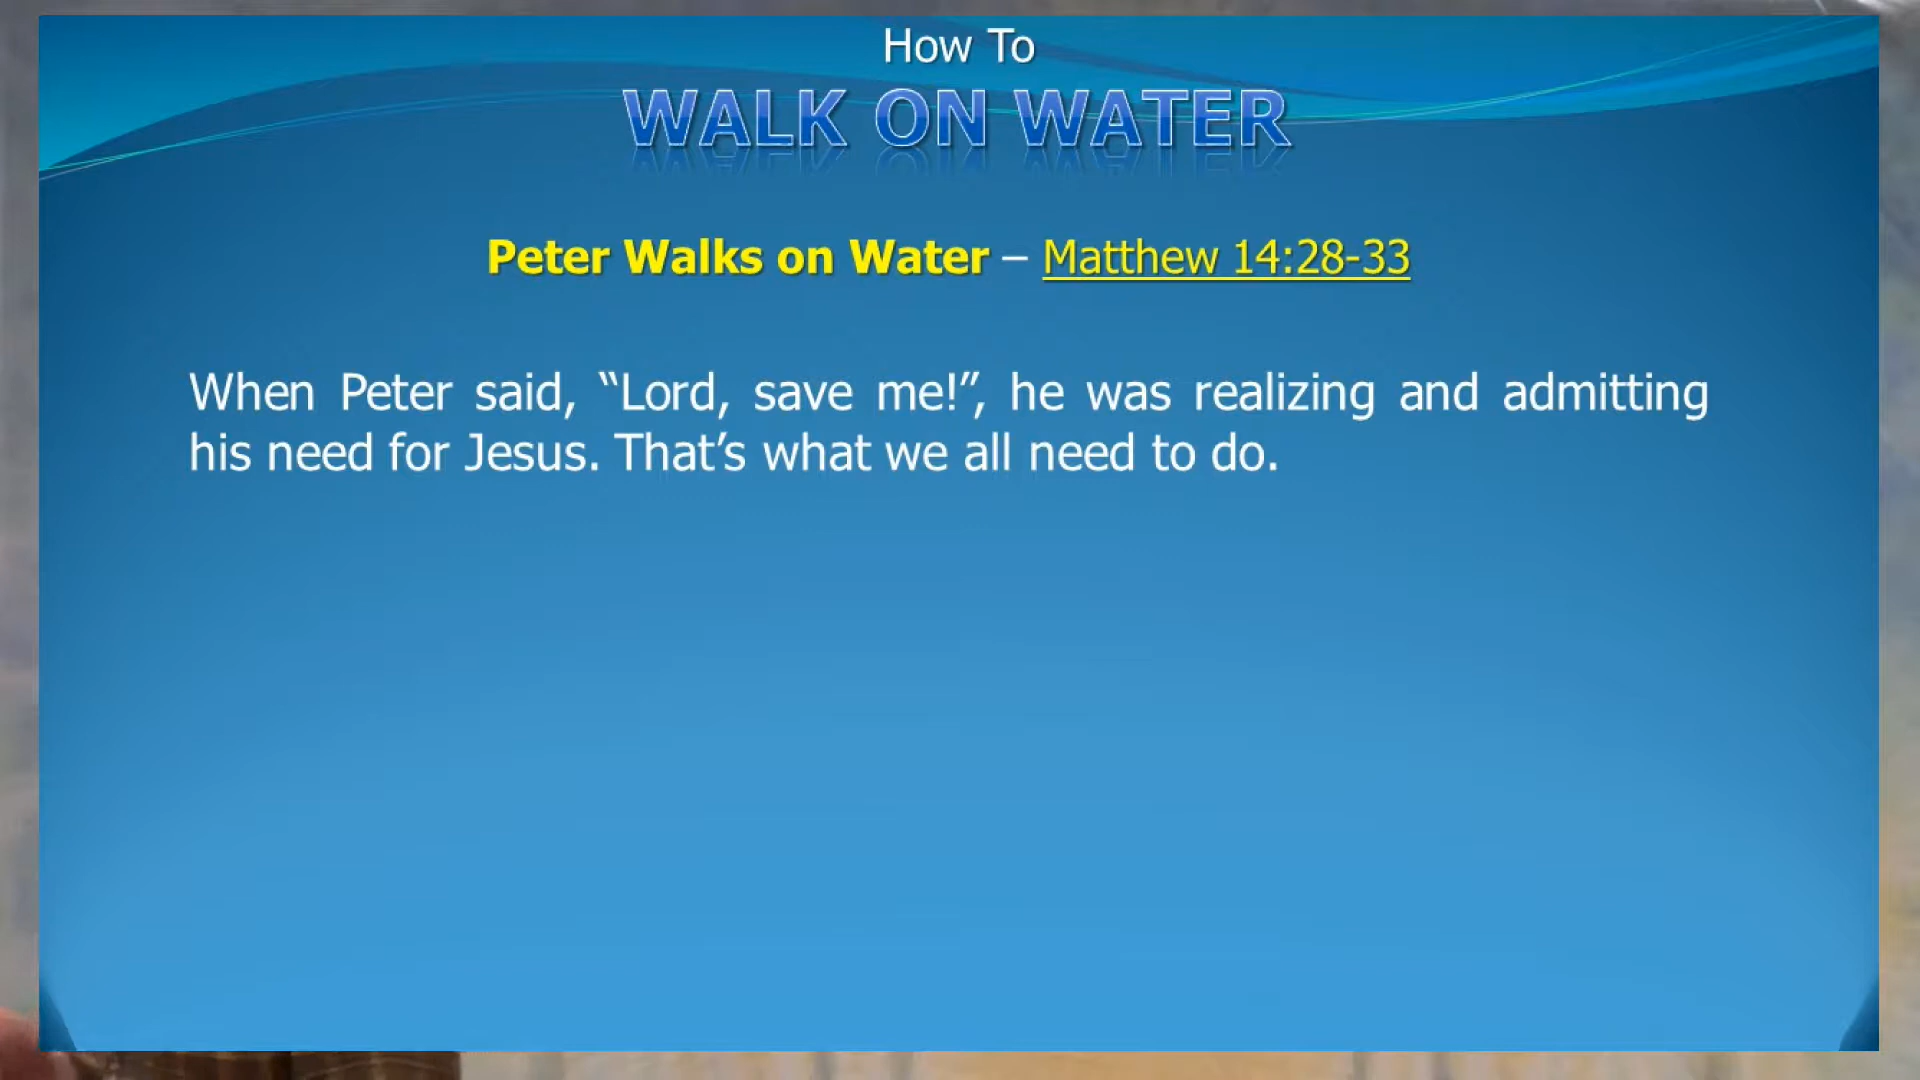 How To
WALK ON WATER
Peter Walks on Water – Matthew 14:28-33
When Peter said, “Lord, save me!”, he was realizing and admitting
his need for Jesus. That’s what we all need to do.